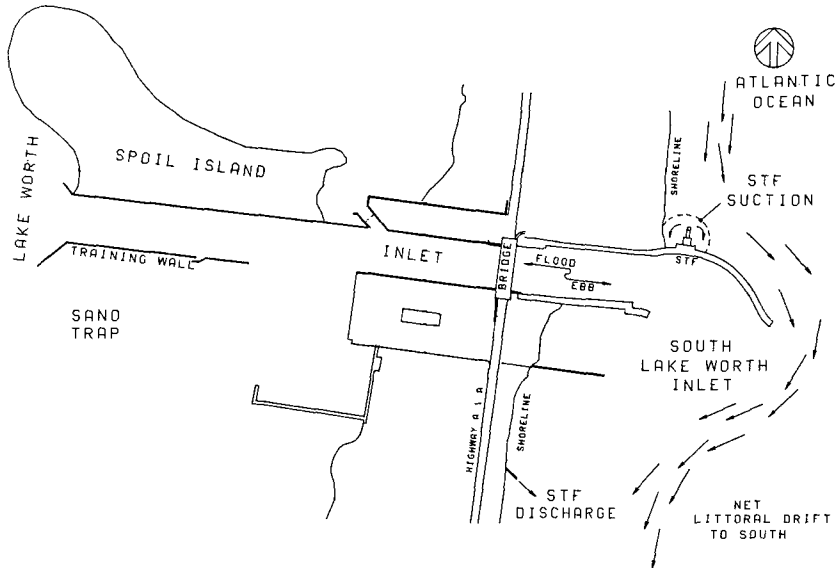 ATLANTIC
OCEAN
SPOIL ISLAND
LAKE WORTH
SHORELINE
STF
SUCTION
TRAINING WALL
INLET
BRIDGE
FLOOD
EBB
STF
SAND
TRAP
SOUTH
LAKE WORTH
INLET
HIGHWAY A 1 A
SHORELINE
STF
DISCHARGE
NET
LITTORAL DRIFT
TO SOUTH